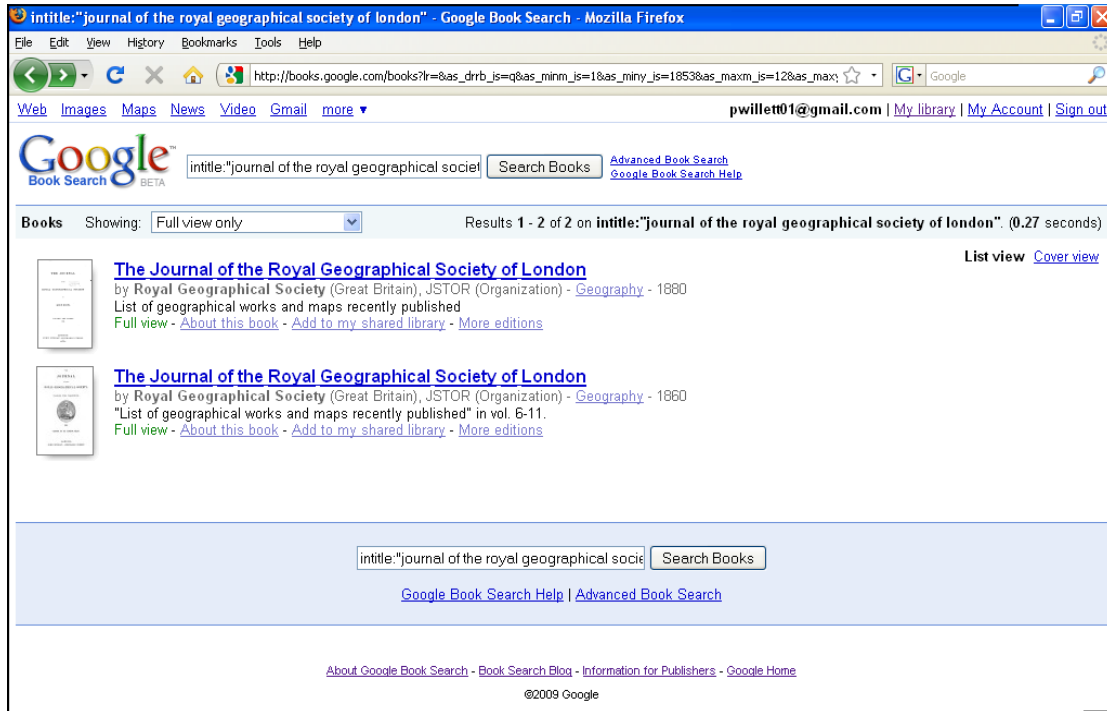 intitle:"journal of the royal geographical society of london" - Google Book Search - Mozilla Firefox
File Edit View History Bookmarks Tools Help
http://books.google.com/books?lr=&as_drrb_is=q&as_minm_is=1&as_miny_is=1853&as_maxm_is=12&as_max Google
Web Images Maps News Video Gmail more ▼ pwillett01@gmail.com | My library | My Account | Sign out
Google™ Book Search BETA intitle:"journal of the royal geographical societ Search Books Advanced Book Search
Google Book Search Help
Books Showing: Full view only Results 1 - 2 of 2 on intitle:"journal of the royal geographical society of london". (0.27 seconds)
List view Cover view
The Journal of the Royal Geographical Society of London
by Royal Geographical Society (Great Britain), JSTOR (Organization) - Geography - 1880
List of geographical works and maps recently published
Full view - About this book - Add to my shared library - More editions
The Journal of the Royal Geographical Society of London
by Royal Geographical Society (Great Britain), JSTOR (Organization) - Geography - 1860
"List of geographical works and maps recently published" in vol. 6-11.
Full view - About this book - Add to my shared library - More editions
intitle:"journal of the royal geographical socie Search Books
Google Book Search Help | Advanced Book Search
About Google Book Search - Book Search Blog - Information for Publishers - Google Home
©2009 Google